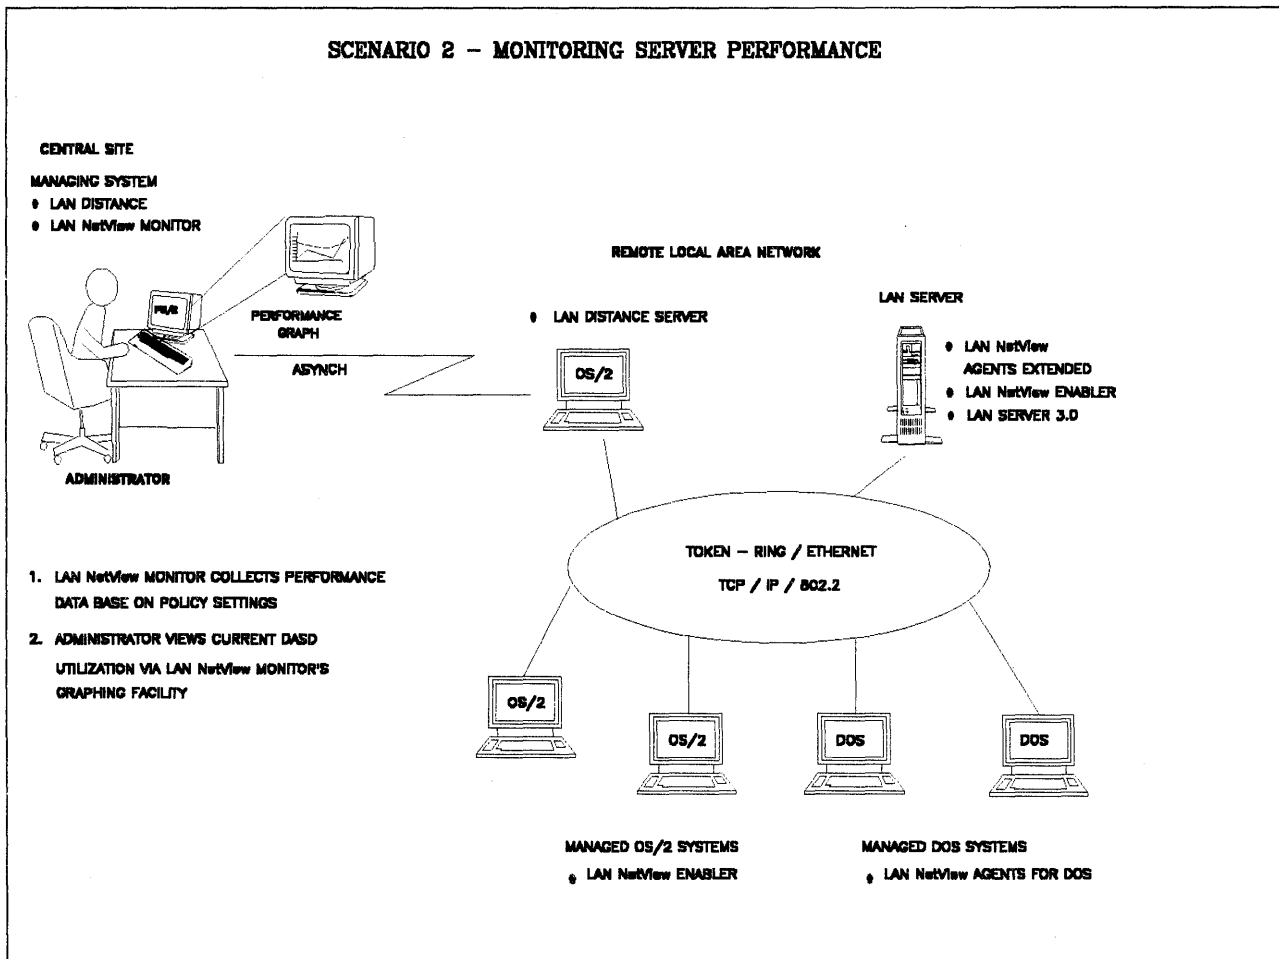 SCENARIO 2 – MONITORING SERVER PERFORMANCE
CENTRAL SITE
MANAGING SYSTEM
• LAN DISTANCE
• LAN NetView MONITOR
PS/2
PERFORMANCE
GRAPH
ASYNCH
ADMINISTRATOR
REMOTE LOCAL AREA NETWORK
• LAN DISTANCE SERVER
OS/2
LAN SERVER
• LAN NetView
AGENTS EXTENDED
• LAN NetView ENABLER
• LAN SERVER 3.0
TOKEN – RING / ETHERNET
TCP / IP / 802.2
1. LAN NetView MONITOR COLLECTS PERFORMANCE
DATA BASE ON POLICY SETTINGS
2. ADMINISTRATOR VIEWS CURRENT DASD
UTILIZATION VIA LAN NetView MONITOR'S
GRAPHING FACILITY
OS/2
OS/2
DOS
DOS
MANAGED OS/2 SYSTEMS
• LAN NetView ENABLER
MANAGED DOS SYSTEMS
• LAN NetView AGENTS FOR DOS